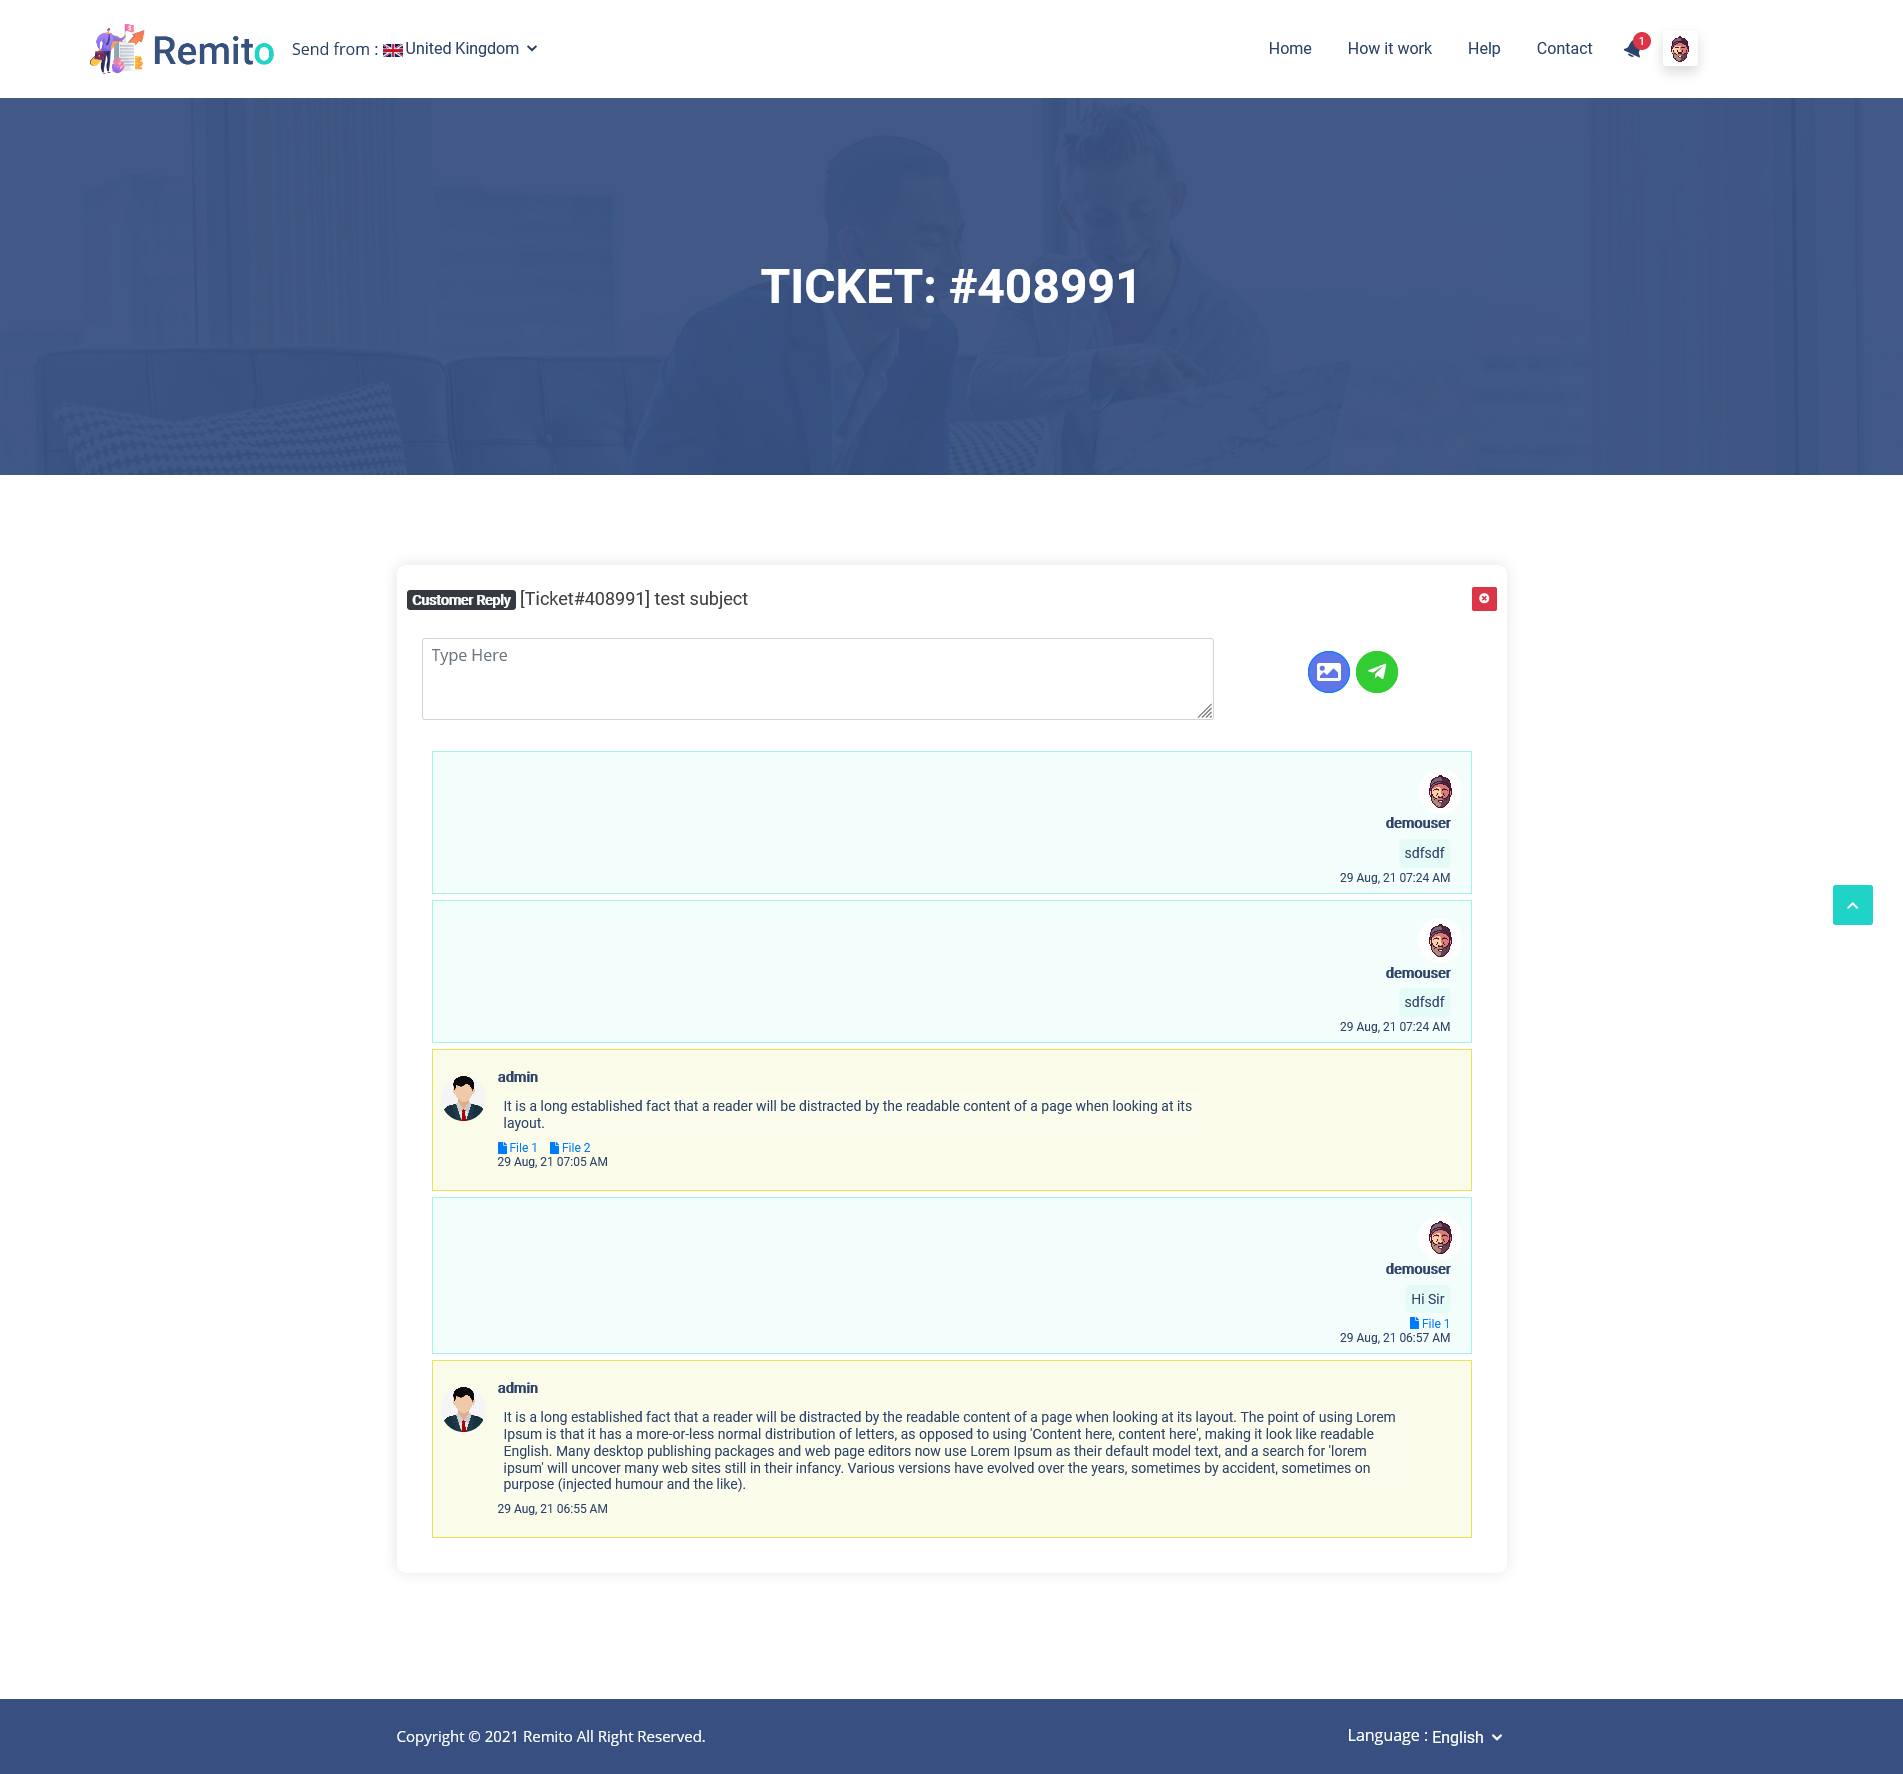 Remito
Send from : United Kingdom
Home How it work Help Contact 1
TICKET: #408991
Customer Reply [Ticket#408991] test subject
Type Here
demouser
sdfsdf
29 Aug, 21 07:24 AM
demouser
sdfsdf
29 Aug, 21 07:24 AM
admin
It is a long established fact that a reader will be distracted by the readable content of a page when looking at its
layout.
File 1 File 2
29 Aug, 21 07:05 AM
demouser
Hi Sir
File 1
29 Aug, 21 06:57 AM
admin
It is a long established fact that a reader will be distracted by the readable content of a page when looking at its layout. The point of using Lorem
Ipsum is that it has a more-or-less normal distribution of letters, as opposed to using 'Content here, content here', making it look like readable
English. Many desktop publishing packages and web page editors now use Lorem Ipsum as their default model text, and a search for 'lorem
ipsum' will uncover many web sites still in their infancy. Various versions have evolved over the years, sometimes by accident, sometimes on
purpose (injected humour and the like).
29 Aug, 21 06:55 AM
Copyright © 2021 Remito All Right Reserved.
Language : English